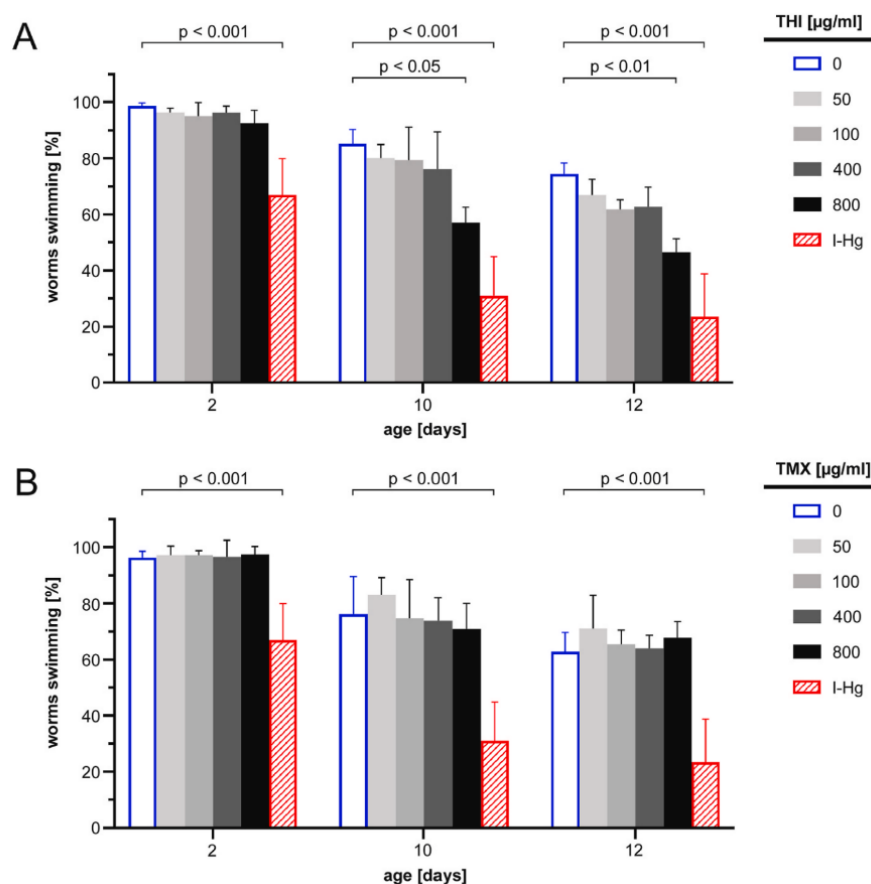 A
p < 0.001
p < 0.001
p < 0.001
p < 0.05
p < 0.01
worms swimming [%]
100
80
60
40
20
0
2
10
12
age [days]
THI [µg/ml]
0
50
100
400
800
I-Hg
B
p < 0.001
p < 0.001
p < 0.001
worms swimming [%]
100
80
60
40
20
0
2
10
12
age [days]
TMX [µg/ml]
0
50
100
400
800
I-Hg